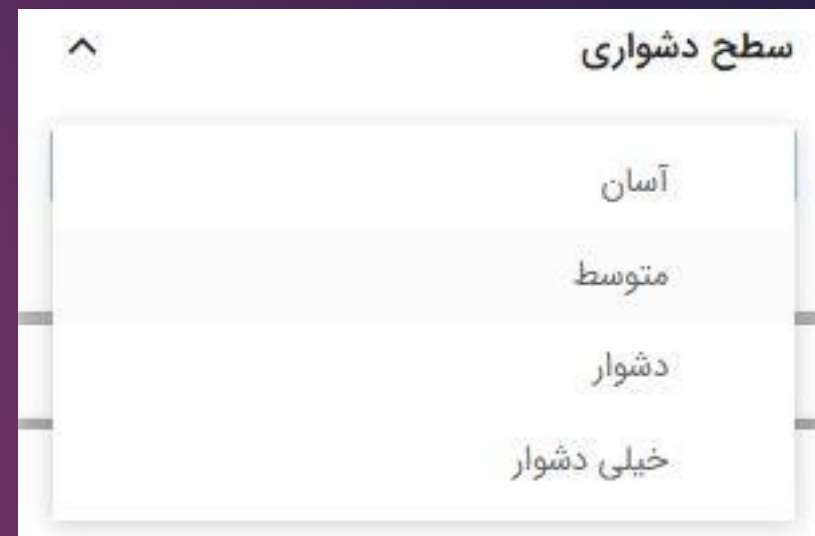 سطح دشواری
آسان
متوسط
دشوار
خیلی دشوار